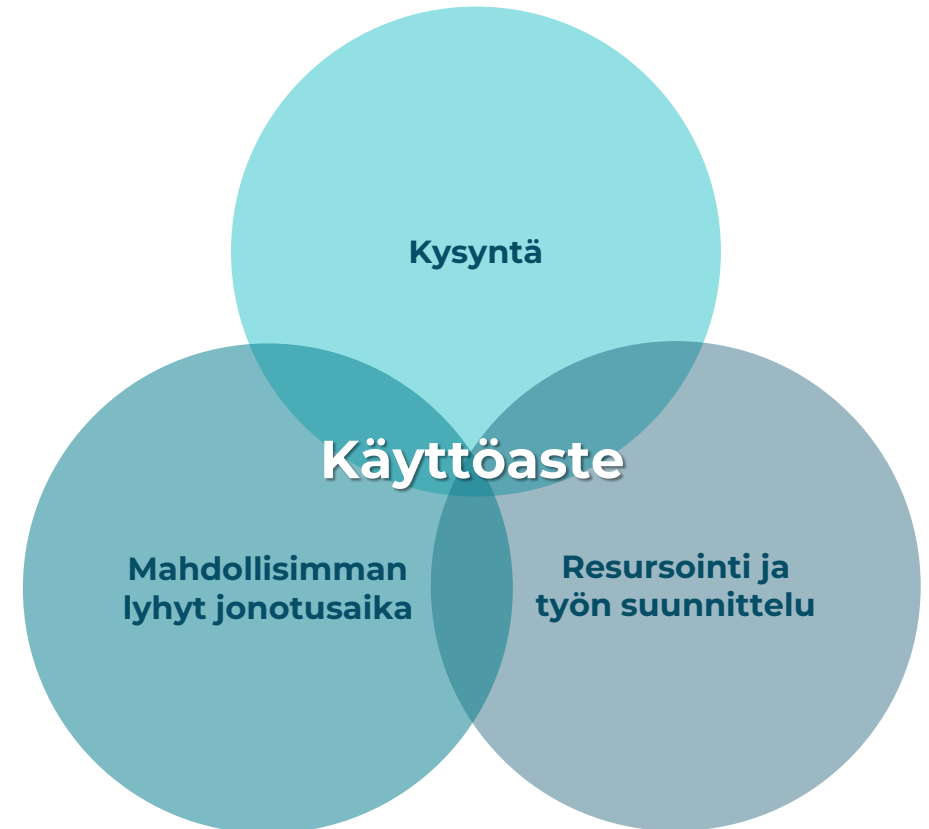 Kysyntä
Käyttöaste
Mahdollisimman
lyhyt jonotusaika
Resursointi ja
työn suunnittelu